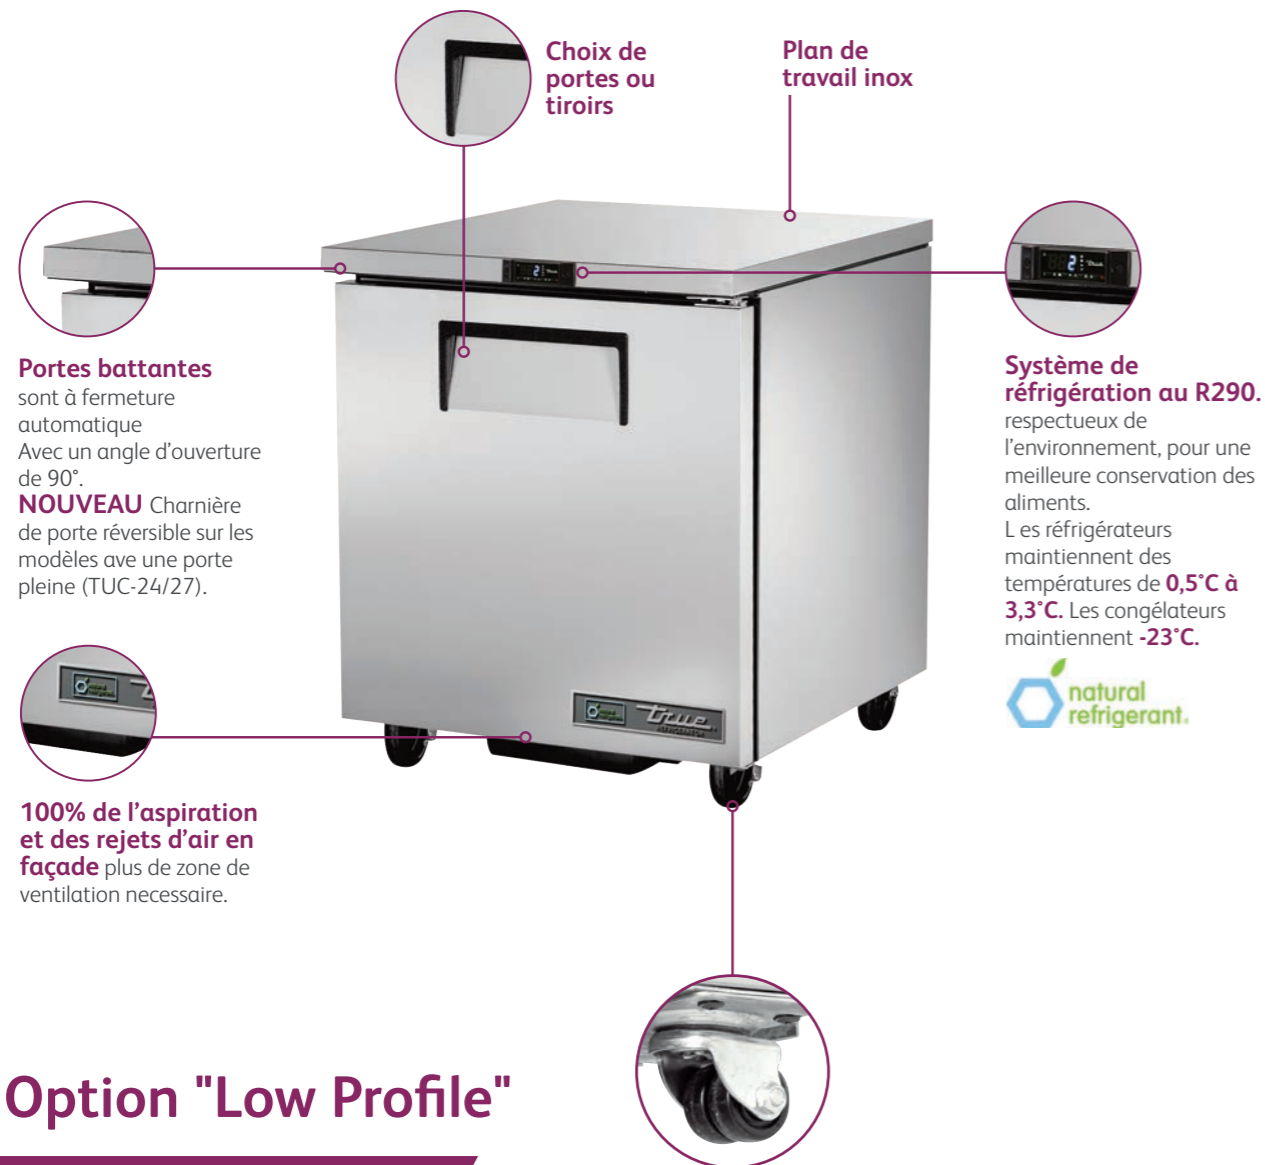 Choix de
portes ou
tiroirs
Plan de
travail inox
Portes battantes
sont à fermeture
automatique
Avec un angle d'ouverture
de 90°.
NOUVEAU Charnière
de porte réversible sur les
modèles ave une porte
pleine (TUC-24/27).
Système de
réfrigération au R290.
respectueux de
l'environnement, pour une
meilleure conservation des
aliments.
L es réfrigérateurs
maintiennent des
températures de 0,5°C à
3,3°C. Les congélateurs
maintiennent -23°C.
natural
refrigerant.
2
true
REFRIGERATION
100% de l'aspiration
et des rejets d'air en
façade plus de zone de
ventilation necessaire.
Option "Low Profile"